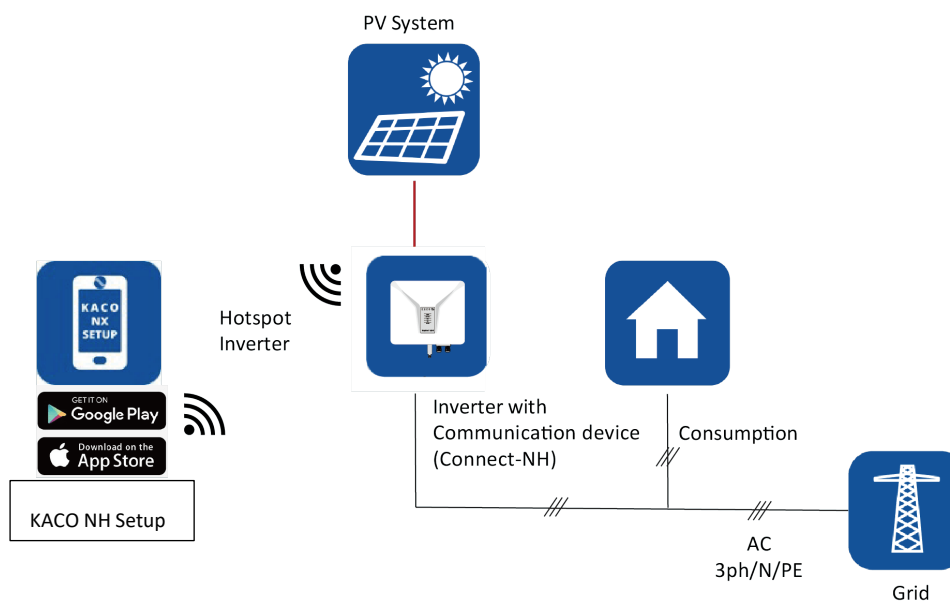 PV System
Hotspot
Inverter
KACO
NX
SETUP
GET IT ON
Google Play
Download on the
App Store
KACO NH Setup
Inverter with
Communication device
(Connect-NH)
Consumption
AC
3ph/N/PE
Grid